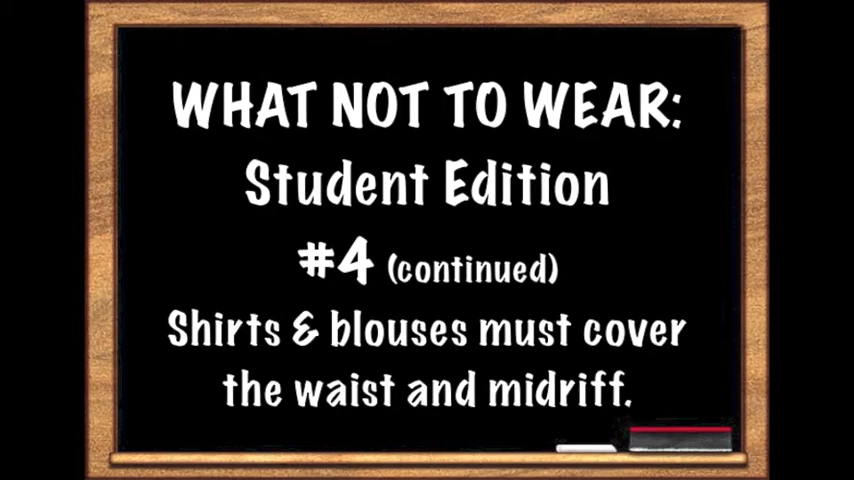 WHAT NOT TO WEAR:
Student Edition
#4 (continued)
Shirts & blouses must cover
the waist and midriff.